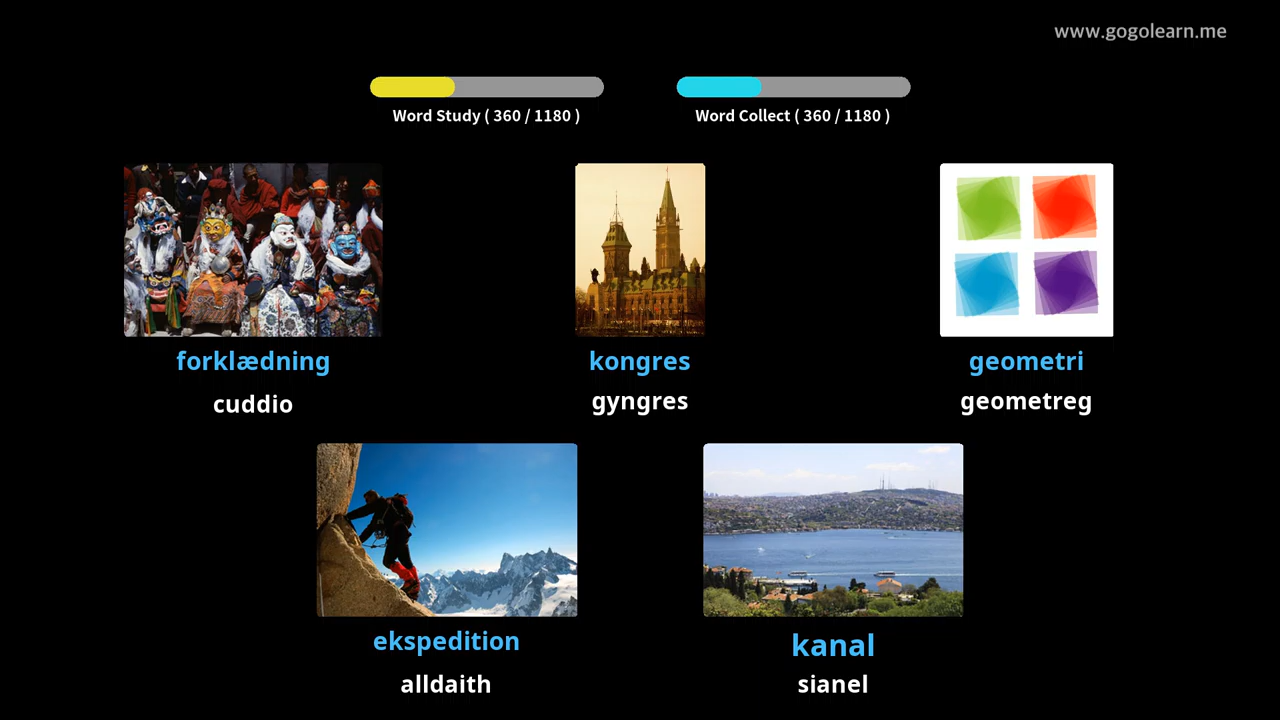 www.gogolearn.me
Word Study ( 360 / 1180 )
Word Collect ( 360 / 1180 )
forklædning
cuddio
kongres
gyngres
geometri
geometreg
ekspedition
alldaith
kanal
sianel